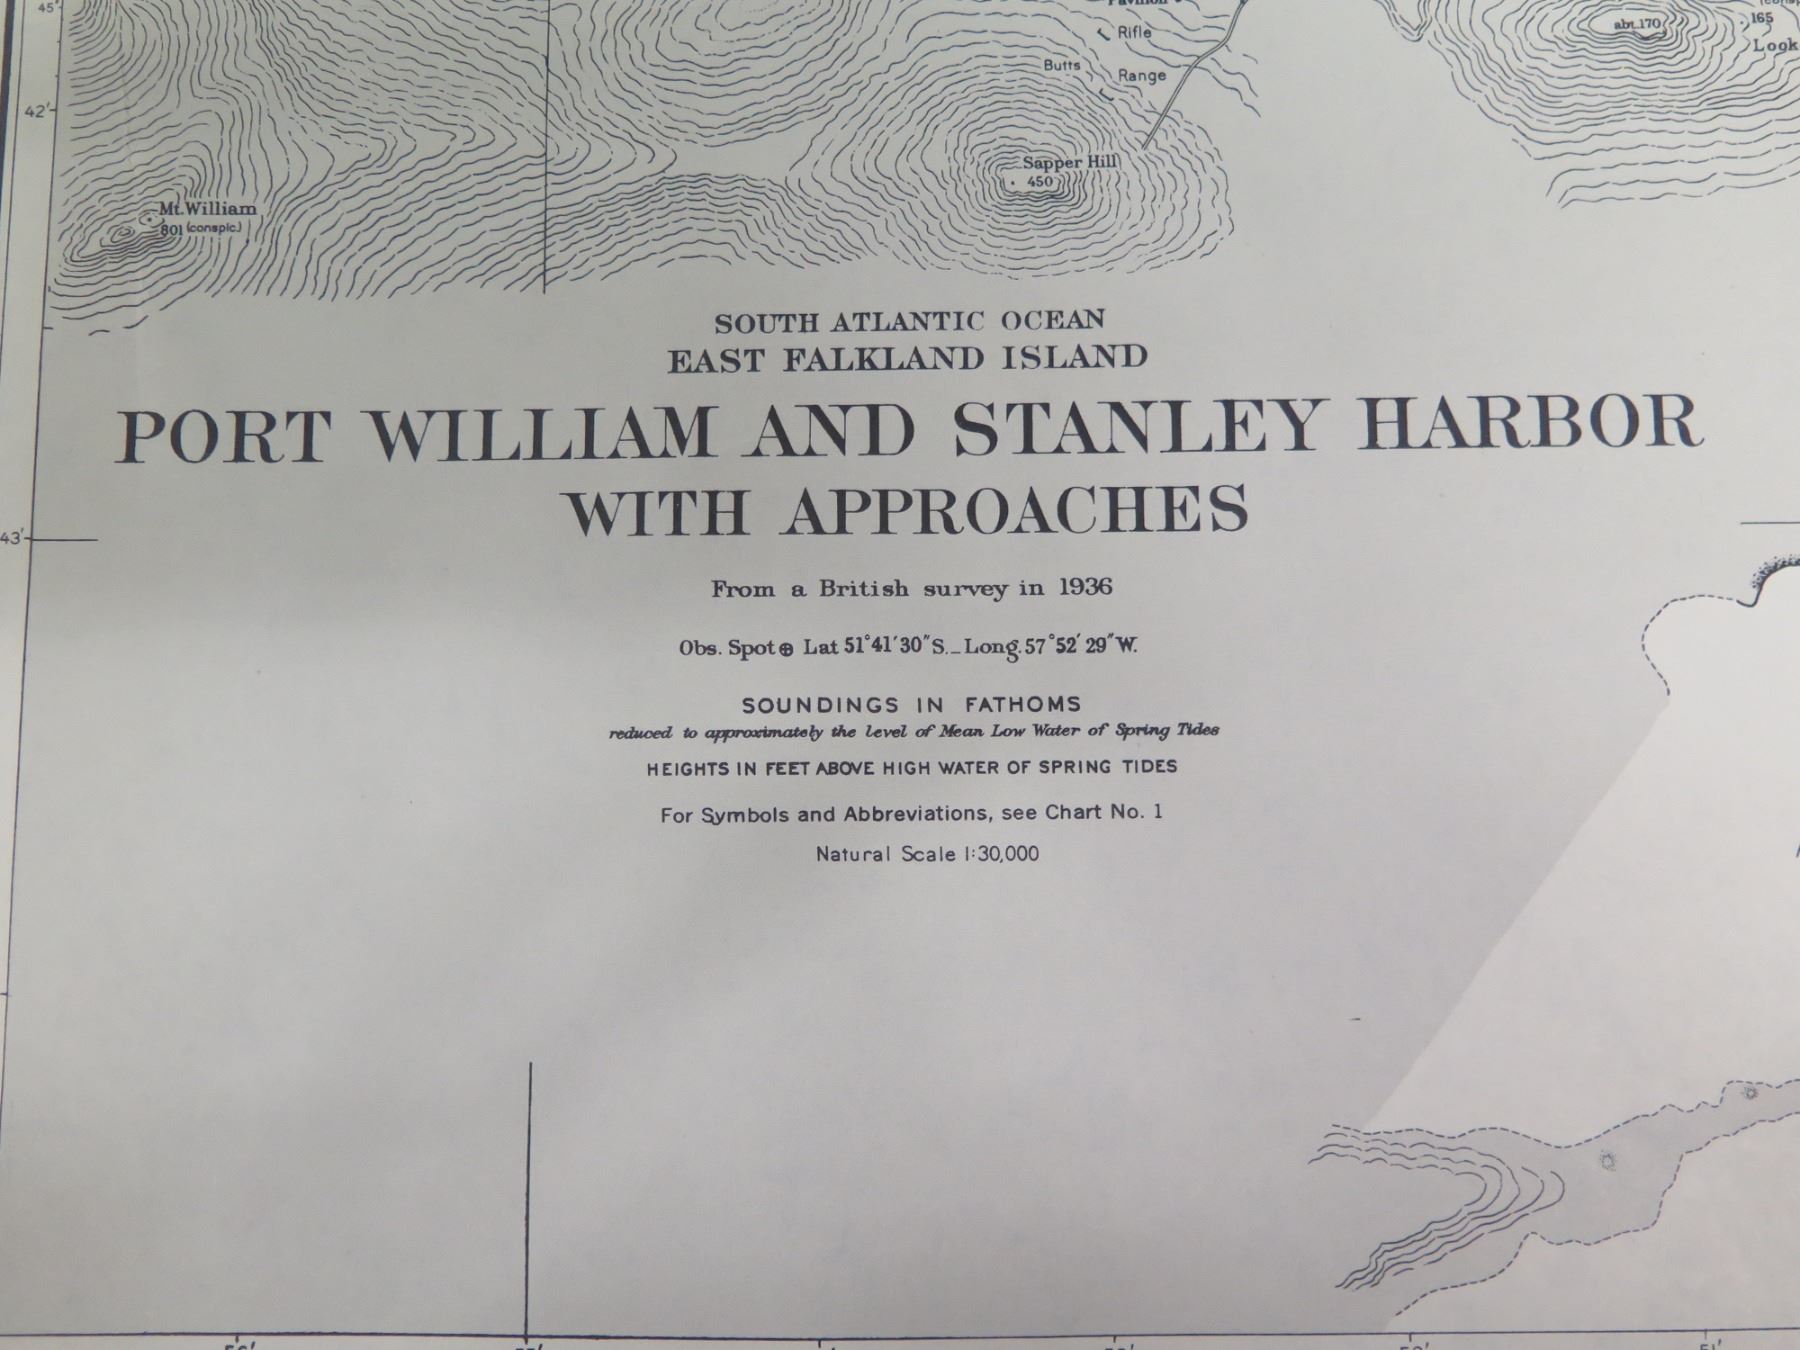 45'
Pavilion
abt 170
165
Rifle
Look
Butts
Range
42'
Sapper Hill
450
Mt. William
801 (conspic.)
SOUTH ATLANTIC OCEAN
EAST FALKLAND ISLAND
PORT WILLIAM AND STANLEY HARBOR
WITH APPROACHES
43'
From a British survey in 1936
Obs. Spot ⊕ Lat 51°41'30"S. _ Long. 57°52'29"W.
SOUNDINGS IN FATHOMS
reduced to approximately the level of Mean Low Water of Spring Tides
HEIGHTS IN FEET ABOVE HIGH WATER OF SPRING TIDES
For Symbols and Abbreviations, see Chart No. 1
Natural Scale 1:30,000
56'
51'